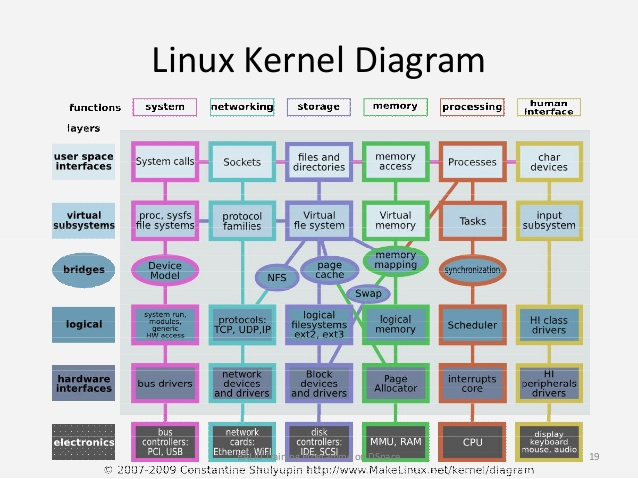 Linux Kernel Diagram
functions
system
networking
storage
memory
processing
human
interface
layers
user space
interfaces
System calls
Sockets
files and
directories
memory
access
Processes
char
devices
virtual
subsystems
proc, sysfs
file systems
protocol
families
Virtual
fle system
Virtual
memory
Tasks
input
subsystem
bridges
Device
Model
NFS
page
cache
memory
mapping
synchronization
Swap
logical
system run,
modules,
generic
HW access
protocols:
TCP, UDP,IP
logical
filesystems
ext2, ext3
logical
memory
Scheduler
HI class
drivers
hardware
interfaces
bus drivers
network
devices
and drivers
Block
devices
and drivers
Page
Allocator
interrupts
core
HI
peripherals
drivers
electronics
bus
controllers:
PCI, USB
network
cards:
Ethernet, WiFI
disk
controllers:
IDE, SCSI
MMU, RAM
CPU
display
keyboard
mouse, audio
19
© 2007-2009 Constantine Shulyupin http://www.MakeLinux.net/kernel/diagram